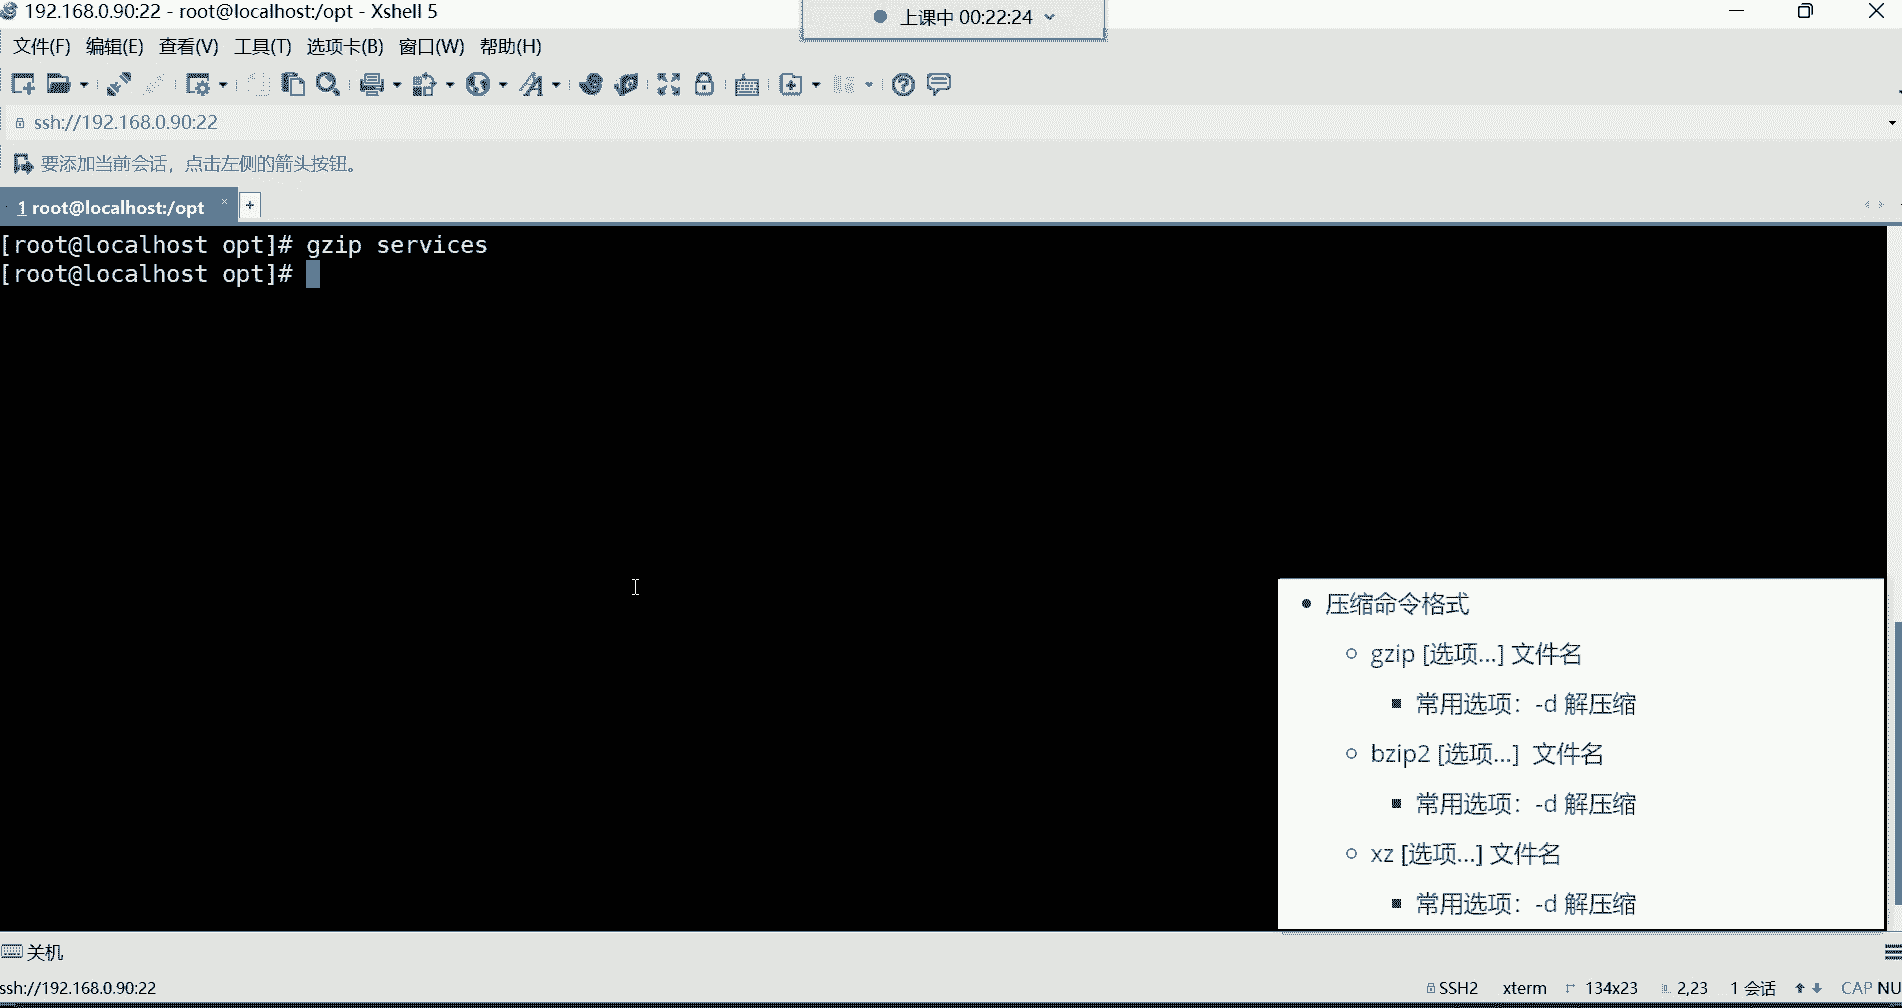 192.168.0.90:22 - root@localhost:/opt - Xshell 5
上课中 00:22:24
文件(F) 编辑(E) 查看(V) 工具(T) 选项卡(B) 窗口(W) 帮助(H)
ssh://192.168.0.90:22
要添加当前会话，点击左侧的箭头按钮。
1 root@localhost:/opt
[root@localhost opt]# gzip services
[root@localhost opt]#
压缩命令格式
gzip [选项...] 文件名
常用选项：-d 解压缩
bzip2 [选项...] 文件名
常用选项：-d 解压缩
xz [选项...] 文件名
常用选项：-d 解压缩
关机
ssh://192.168.0.90:22
SSH2 xterm 134x23 2,23 1 会话 CAP NU